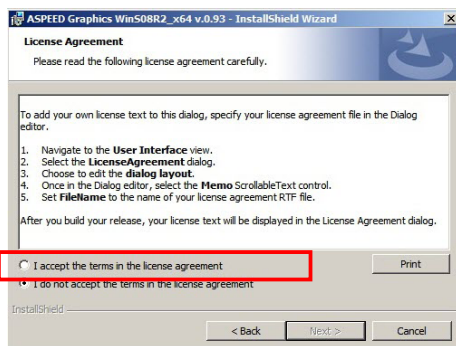 ASPEED Graphics WinS08R2_x64 v.0.93 - InstallShield Wizard
License Agreement
Please read the following license agreement carefully.
To add your own license text to this dialog, specify your license agreement file in the Dialog
editor.
1. Navigate to the User Interface view.
2. Select the LicenseAgreement dialog.
3. Choose to edit the dialog layout.
4. Once in the Dialog editor, select the Memo ScrollableText control.
5. Set FileName to the name of your license agreement RTF file.
After you build your release, your license text will be displayed in the License Agreement dialog.
I accept the terms in the license agreement
Print
I do not accept the terms in the license agreement
InstallShield
< Back Next > Cancel